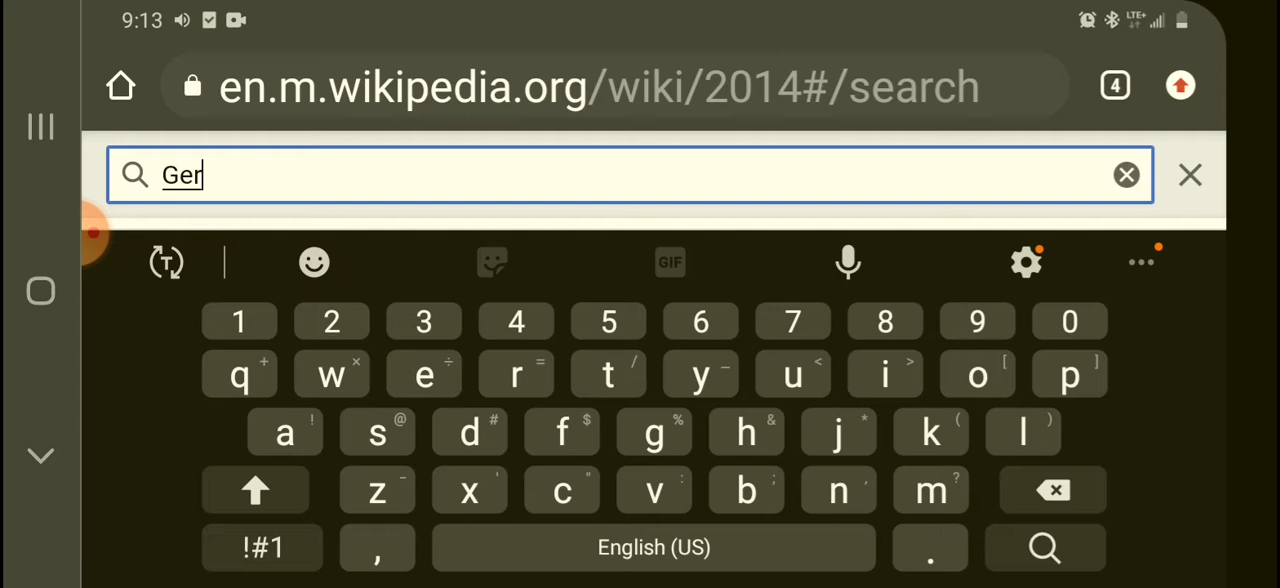 9:13 LTE+
en.m.wikipedia.org/wiki/2014#/search 4
Ger
T GIF
1 2 3 4 5 6 7 8 9 0
q + w × e ÷ r = t / y _ u < i > o [ p ]
a ! s @ d # f $ g % h & j * k ( l )
z - x ' c " v : b ; n , m ?
!#1 , English (US) .